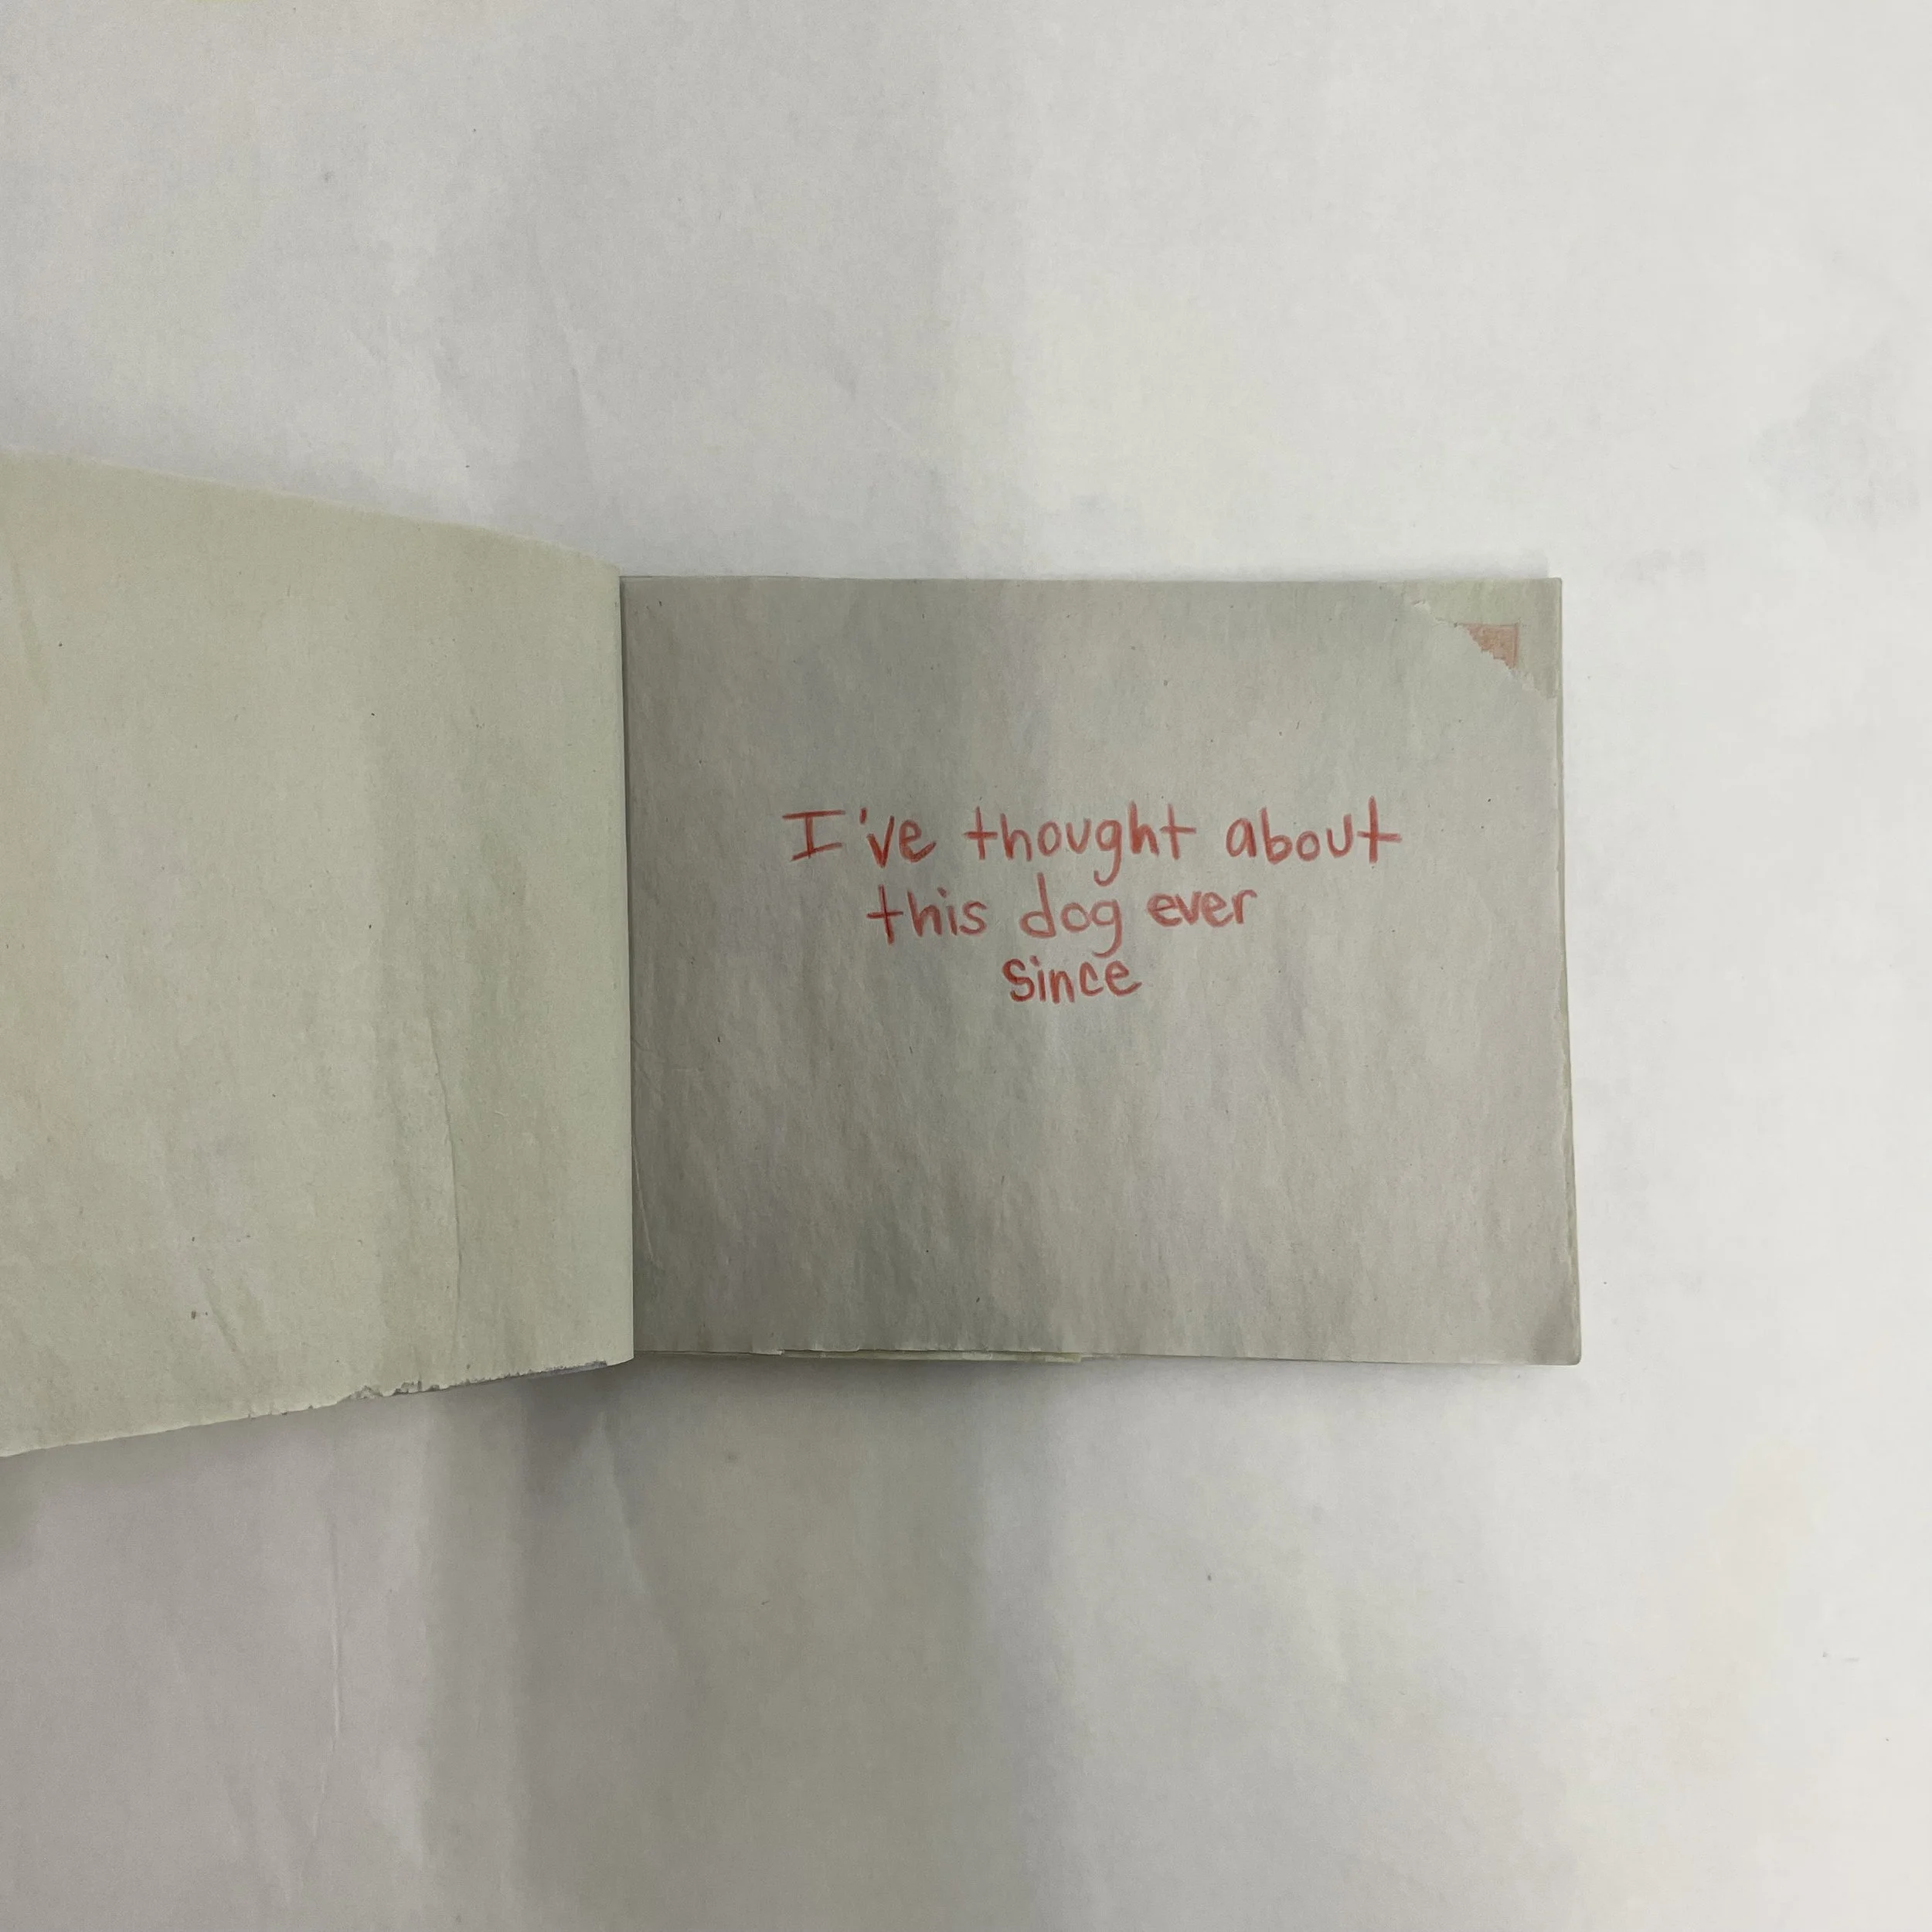 I've thought about
this dog ever
since